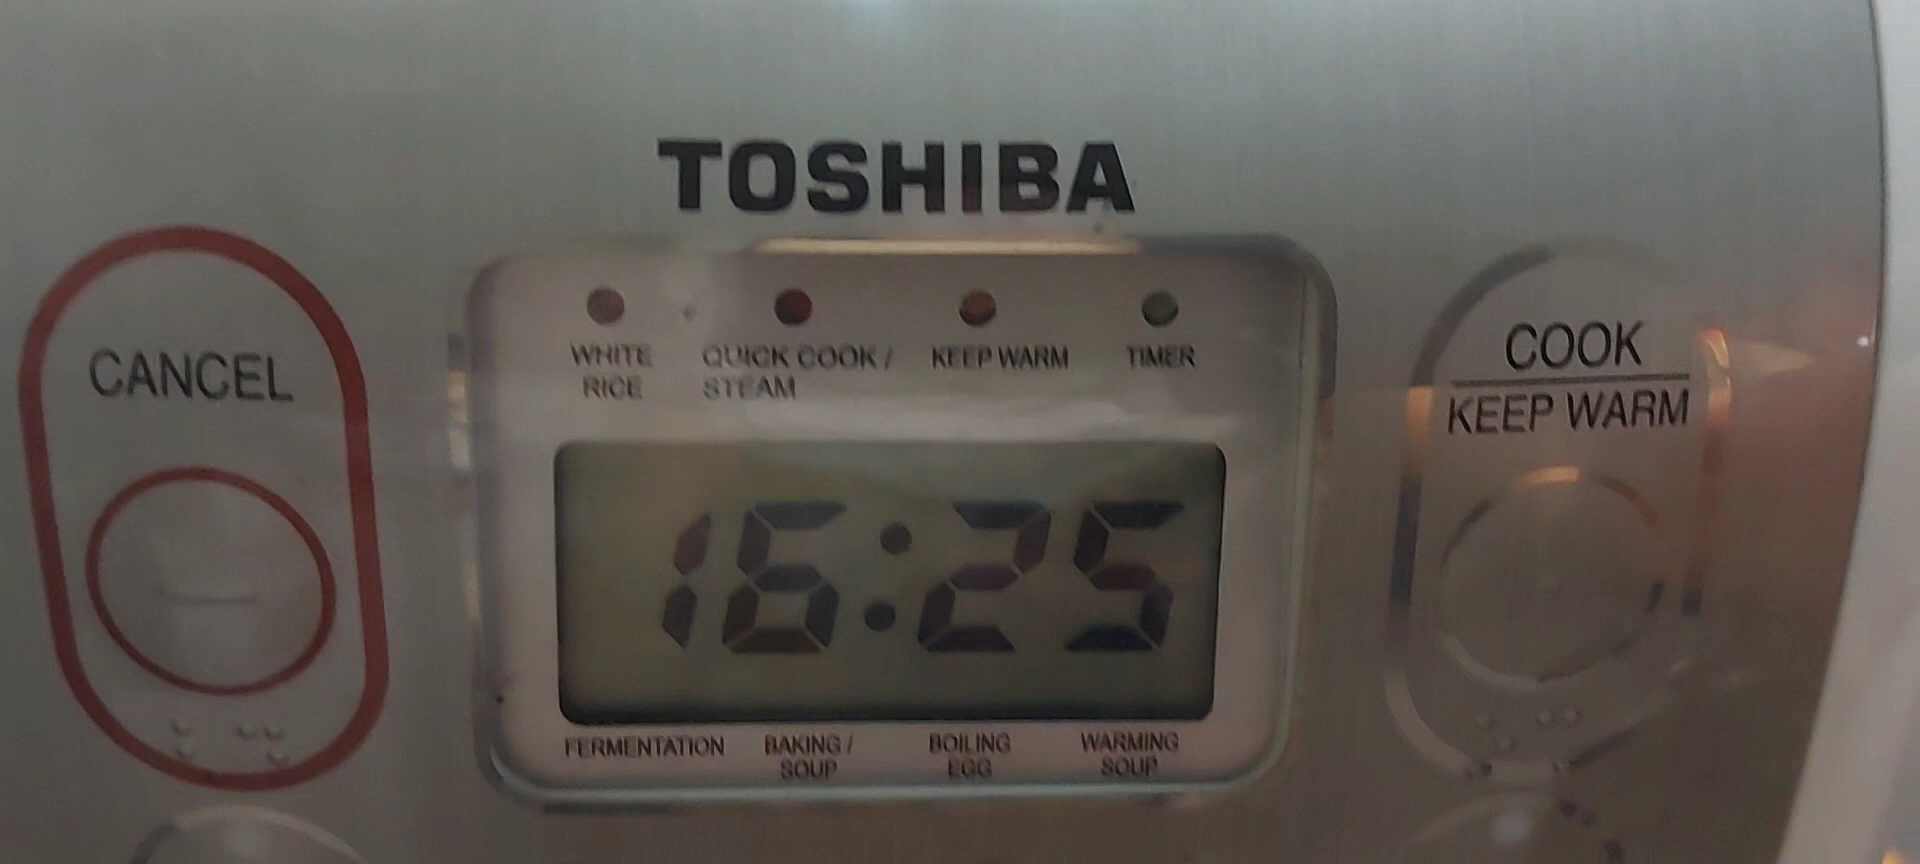 TOSHIBA
CANCEL
WHITE
RICE
QUICK COOK /
STEAM
KEEP WARM
TIMER
COOK
KEEP WARM
16:25
FERMENTATION
BAKING /
SOUP
BOILING
EGG
WARMING
SOUP